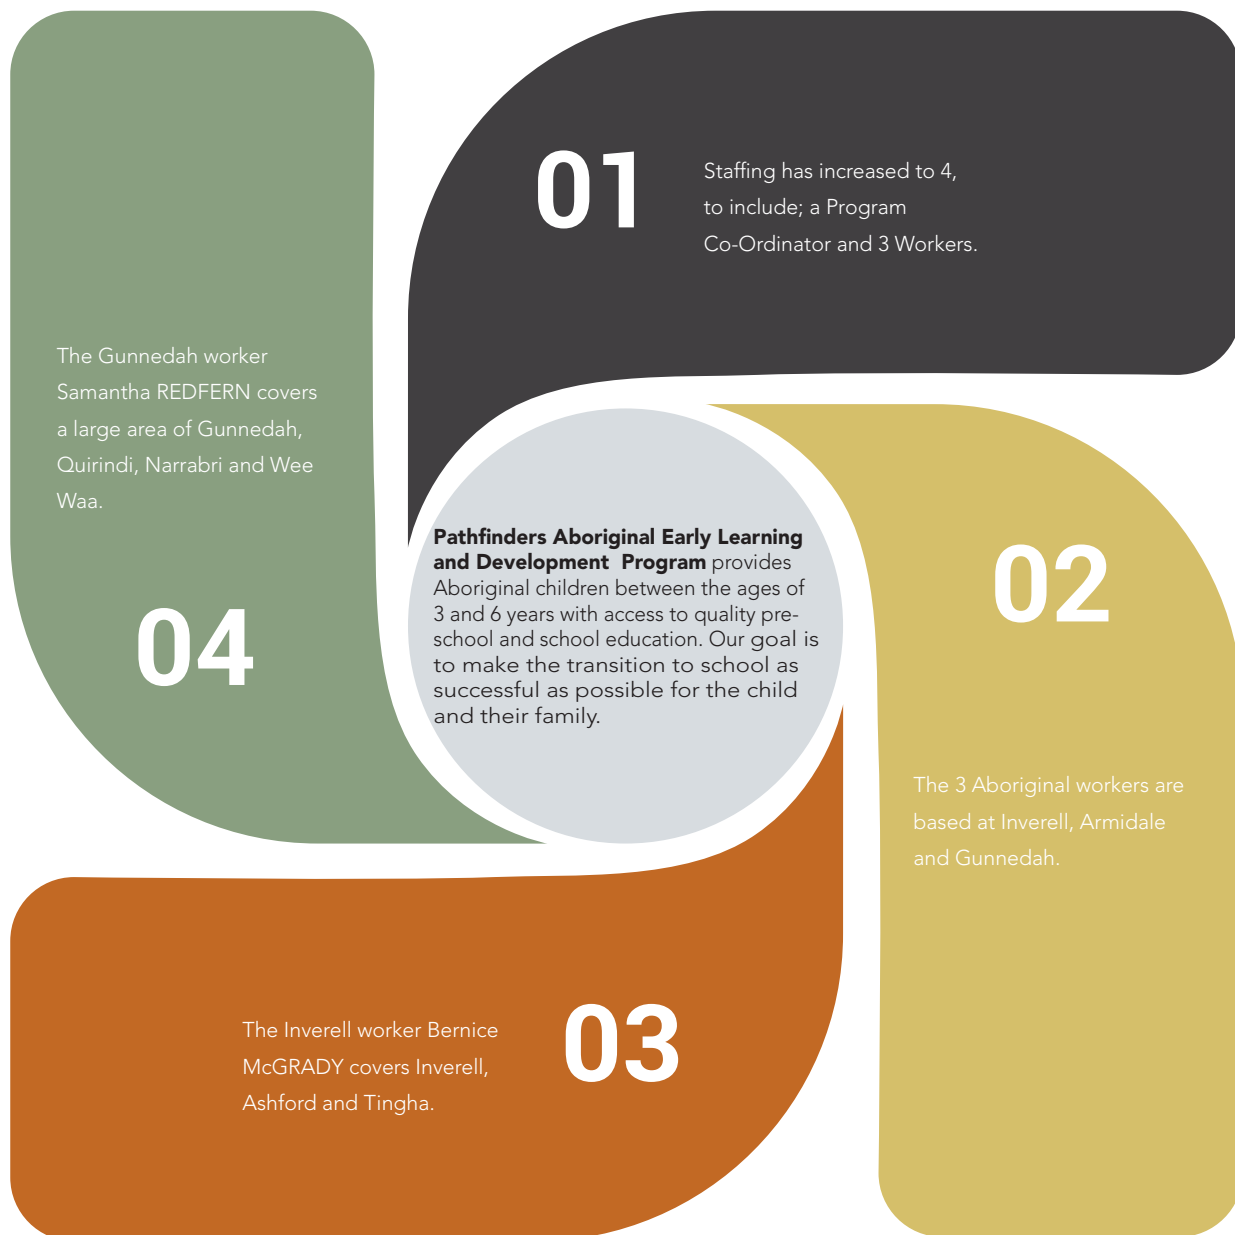 01
Staffing has increased to 4,
to include; a Program
Co-Ordinator and 3 Workers.
The Gunnedah worker
Samantha REDFERN covers
a large area of Gunnedah,
Quirindi, Narrabri and Wee
Waa.
04
Pathfinders Aboriginal Early Learning
and Development Program provides
Aboriginal children between the ages of
3 and 6 years with access to quality pre-
school and school education. Our goal is
to make the transition to school as
successful as possible for the child
and their family.
02
The 3 Aboriginal workers are
based at Inverell, Armidale
and Gunnedah.
The Inverell worker Bernice
McGRADY covers Inverell,
Ashford and Tingha.
03